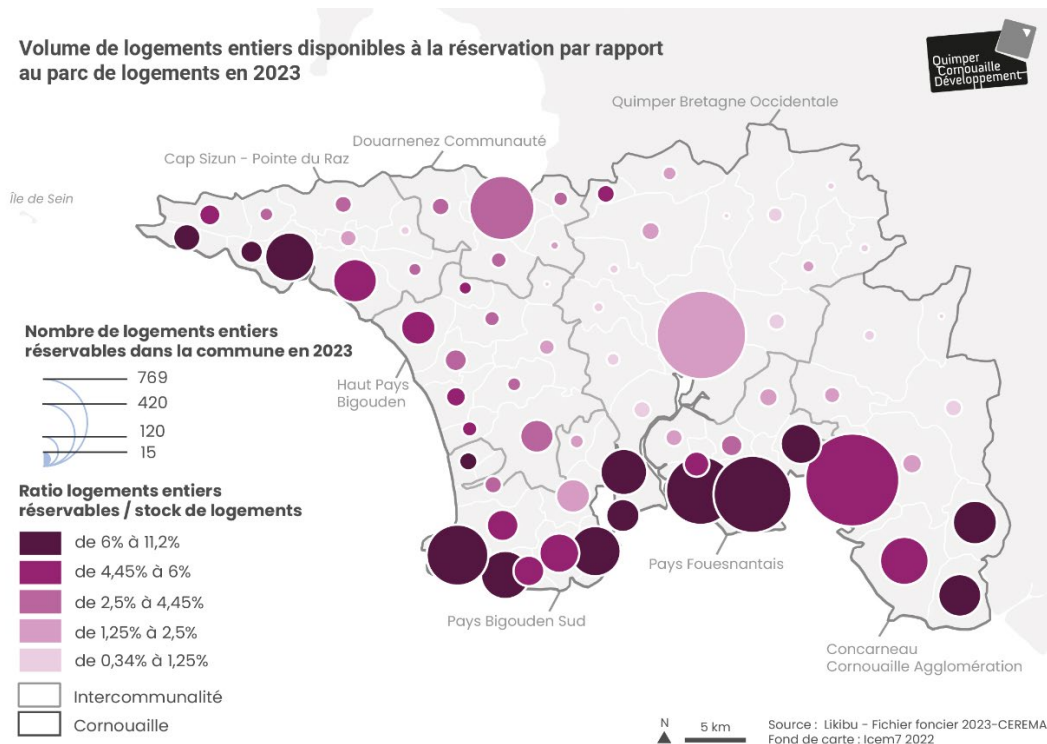 Volume de logements entiers disponibles à la réservation par rapport
au parc de logements en 2023
Quimper
Cornouaille
Développement
Quimper Bretagne Occidentale
Douarnenez Communauté
Cap Sizun - Pointe du Raz
Île de Sein
Nombre de logements entiers
réservables dans la commune en 2023
769
420
120
15
Haut Pays
Bigouden
Ratio logements entiers
réservables / stock de logements
de 6% à 11,2%
de 4,45% à 6%
de 2,5% à 4,45%
de 1,25% à 2,5%
de 0,34% à 1,25%
Intercommunalité
Cornouaille
Pays Fouesnantais
Pays Bigouden Sud
Concarneau
Cornouaille Agglomération
N
5 km
Source : Likibu - Fichier foncier 2023-CEREMA
Fond de carte : Icem7 2022